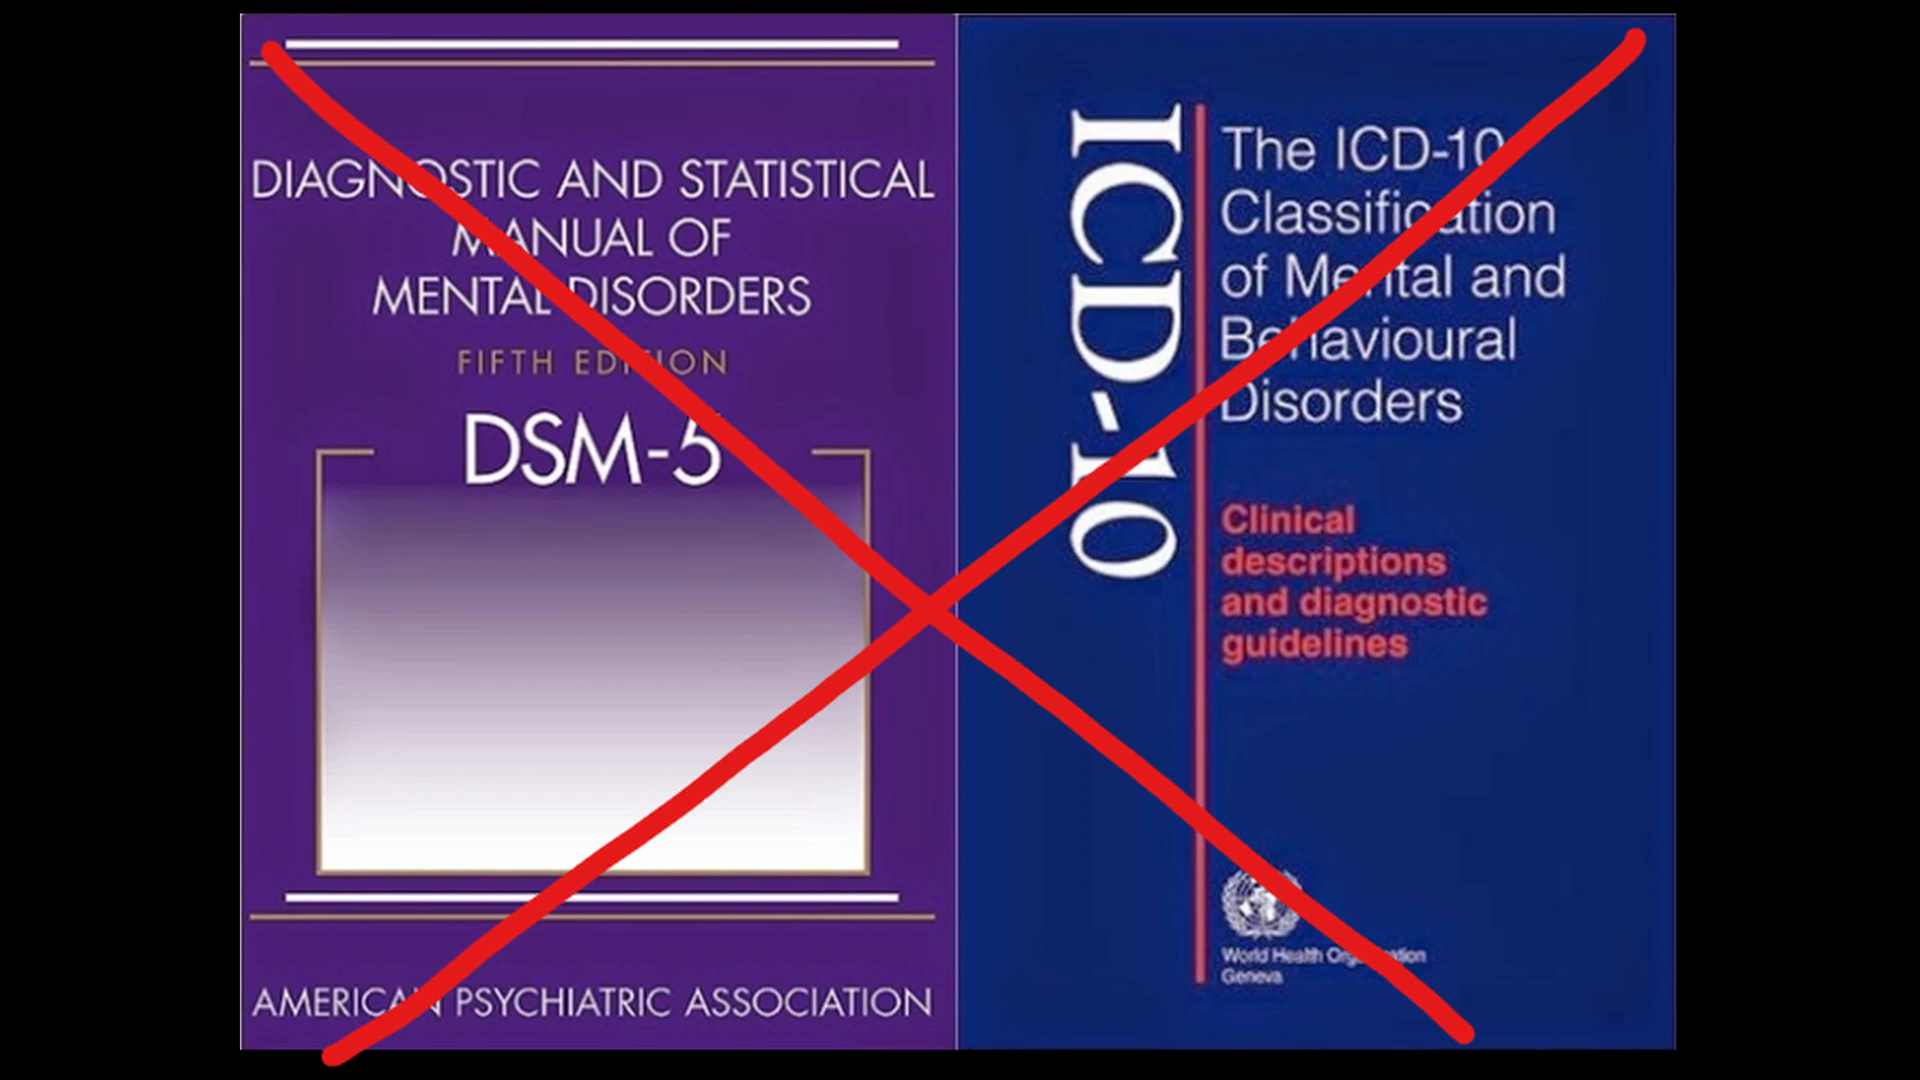 DIAGNOSTIC AND STATISTICAL
MANUAL OF
MENTAL DISORDERS
FIFTH EDITION
DSM-5
AMERICAN PSYCHIATRIC ASSOCIATION
ICD-10
The ICD-10
Classification
of Mental and
Behavioural
Disorders
Clinical
descriptions
and diagnostic
guidelines
World Health Organization
Geneva